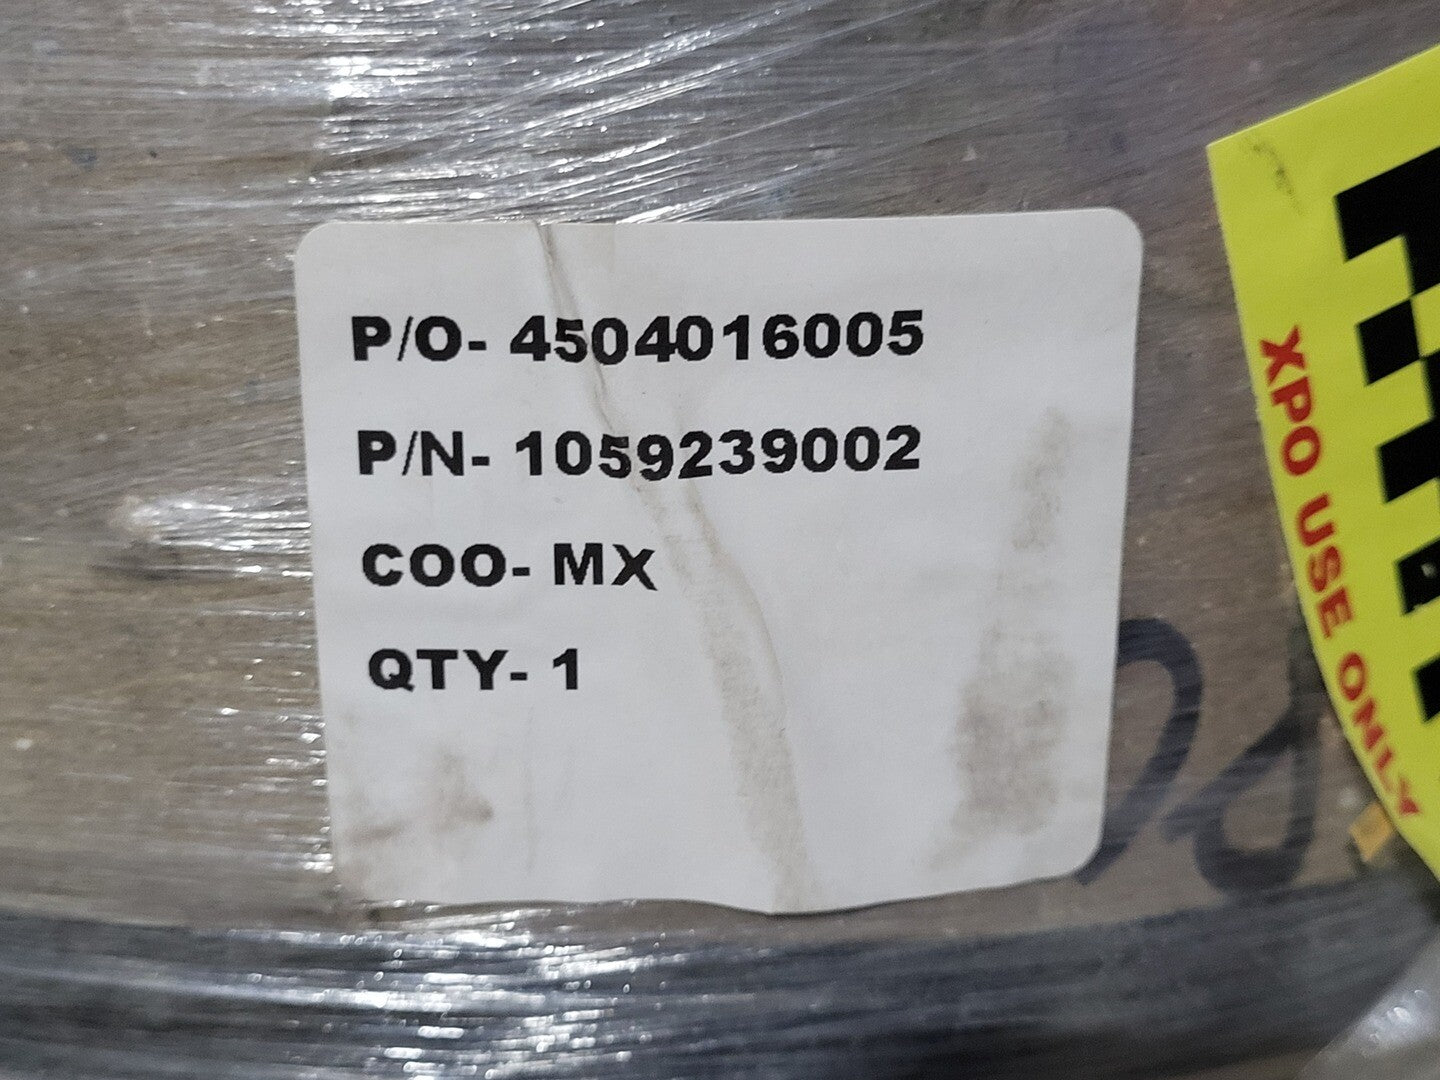 P/O- 4504016005
P/N- 1059239002
COO- MX
QTY- 1
XPO USE ONLY